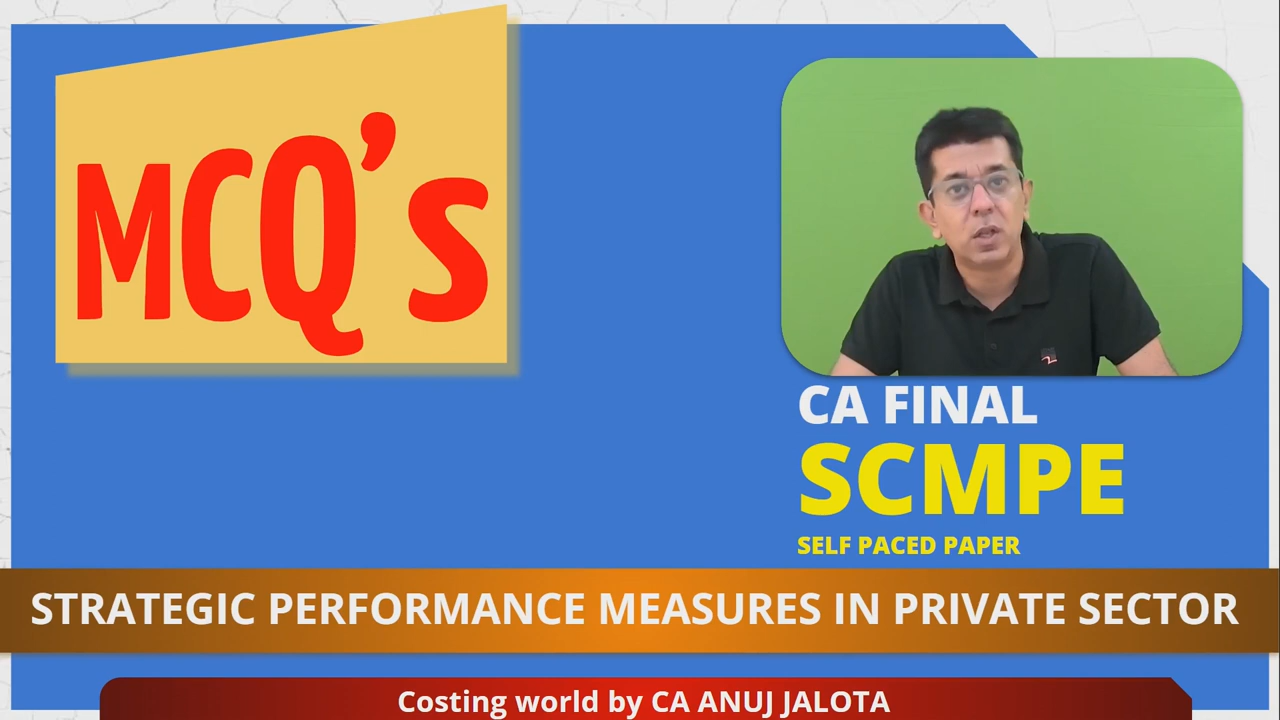 MCQ's
CA FINAL
SCMPE
SELF PACED PAPER
STRATEGIC PERFORMANCE MEASURES IN PRIVATE SECTOR
Costing world by CA ANUJ JALOTA